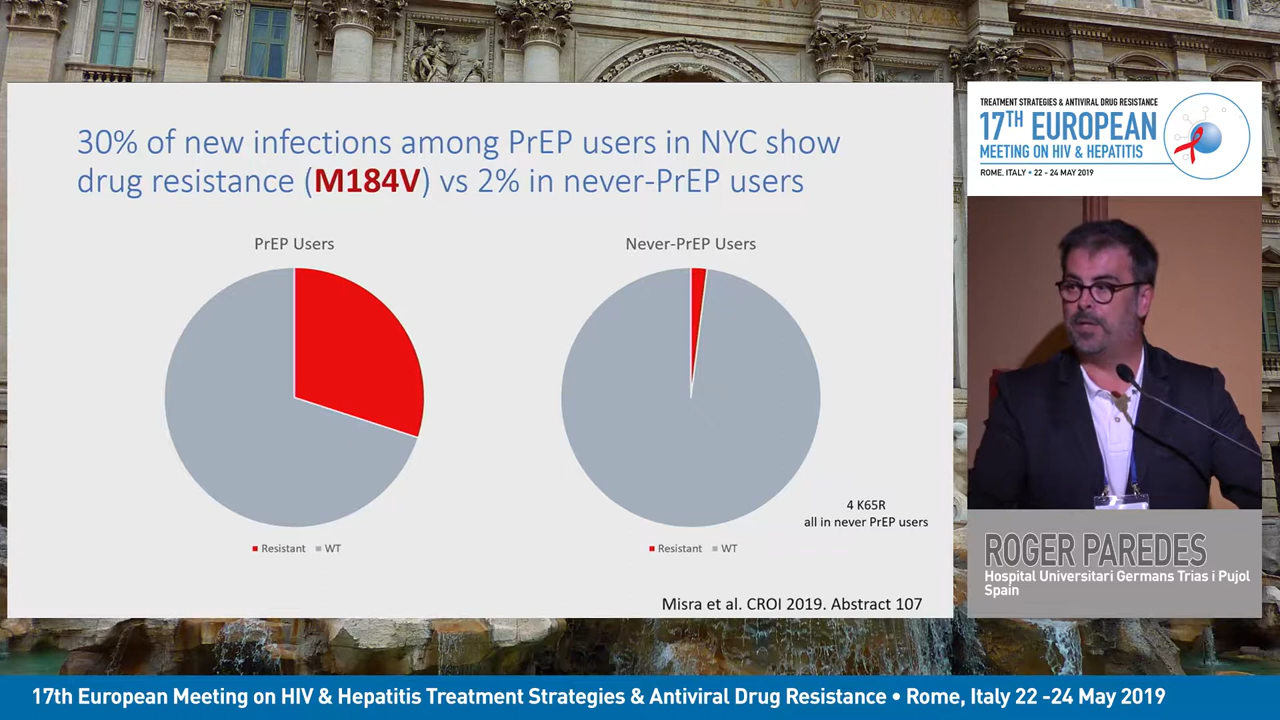 30% of new infections among PrEP users in NYC show
drug resistance (M184V) vs 2% in never-PrEP users
PrEP Users
Never-PrEP Users
4 K65R
all in never PrEP users
Resistant WT
Resistant WT
Misra et al. CROI 2019. Abstract 107
TREATMENT STRATEGIES & ANTIVIRAL DRUG RESISTANCE
17TH EUROPEAN
MEETING ON HIV & HEPATITIS
ROME, ITALY • 22 - 24 MAY 2019
ROGER PAREDES
Hospital Universitari Germans Trias i Pujol
Spain
17th European Meeting on HIV & Hepatitis Treatment Strategies & Antiviral Drug Resistance • Rome, Italy 22 -24 May 2019